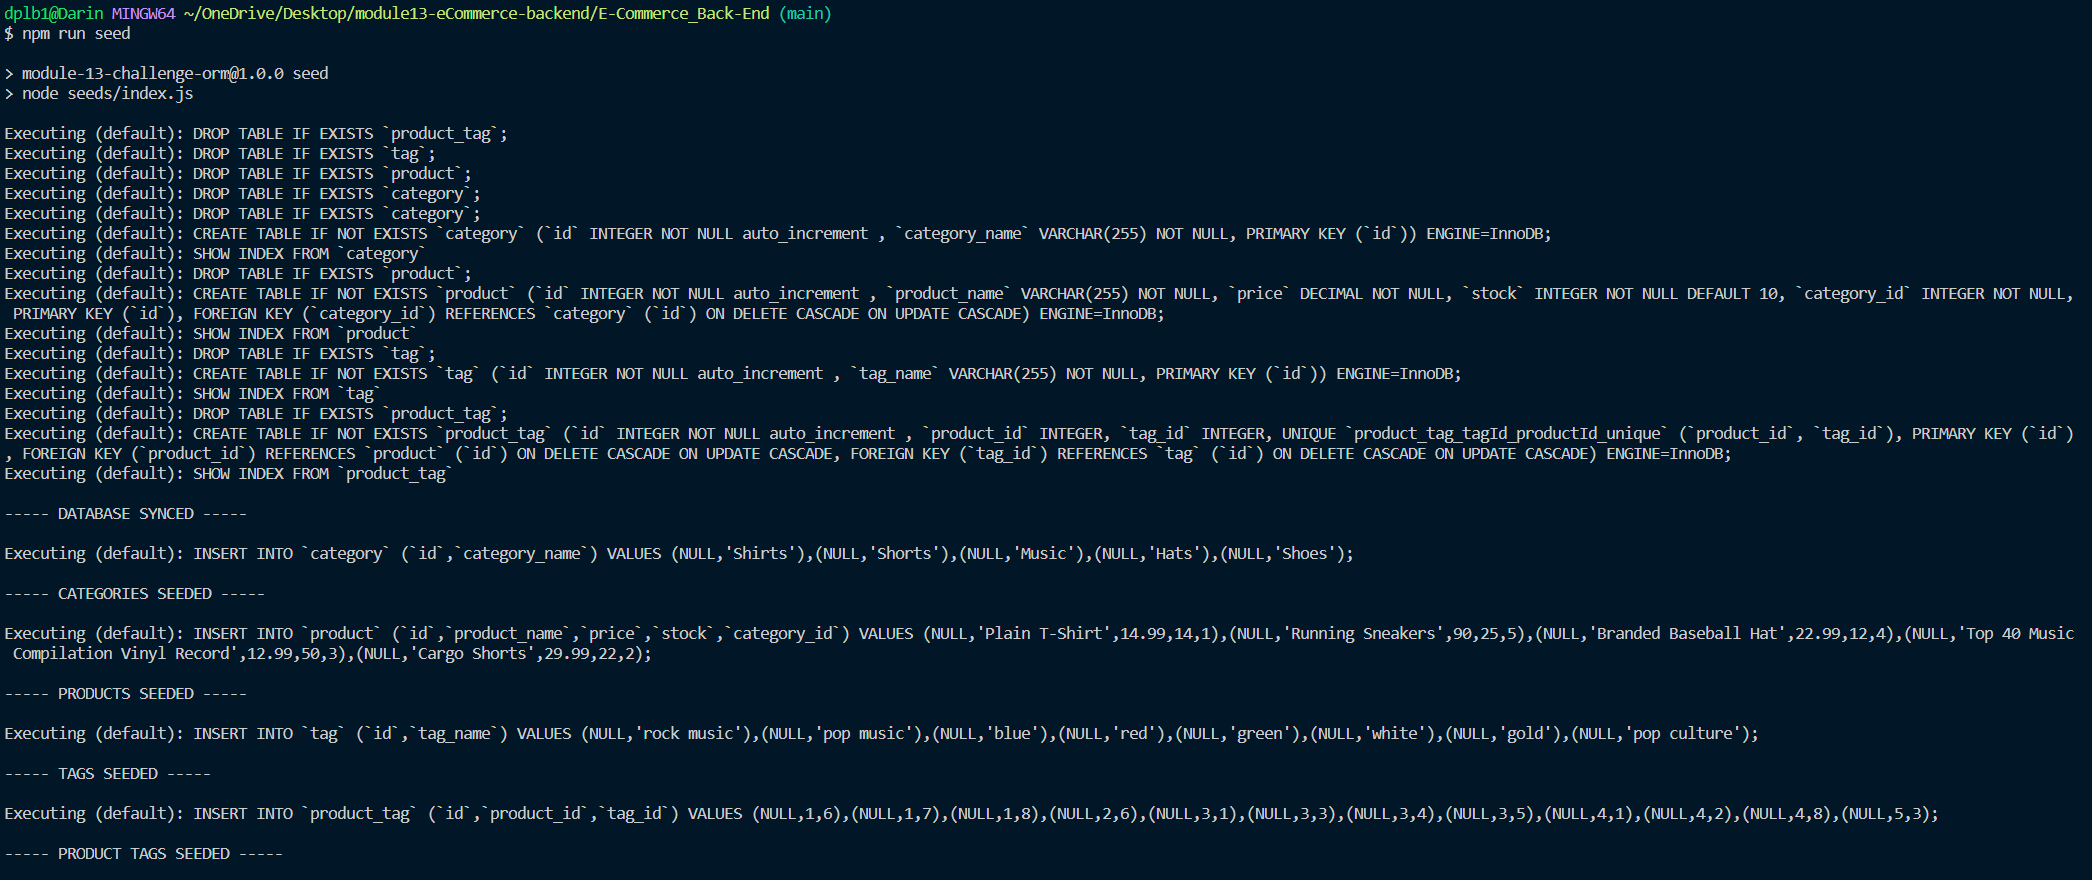 dplb1@Darin MINGW64 ~/OneDrive/Desktop/module13-eCommerce-backend/E-Commerce_Back-End (main)
$ npm run seed
> module-13-challenge-orm@1.0.0 seed
> node seeds/index.js
Executing (default): DROP TABLE IF EXISTS `product_tag`;
Executing (default): DROP TABLE IF EXISTS `tag`;
Executing (default): DROP TABLE IF EXISTS `product`;
Executing (default): DROP TABLE IF EXISTS `category`;
Executing (default): DROP TABLE IF EXISTS `category`;
Executing (default): CREATE TABLE IF NOT EXISTS `category` (`id` INTEGER NOT NULL auto_increment , `category_name` VARCHAR(255) NOT NULL, PRIMARY KEY (`id`)) ENGINE=InnoDB;
Executing (default): SHOW INDEX FROM `category`
Executing (default): DROP TABLE IF EXISTS `product`;
Executing (default): CREATE TABLE IF NOT EXISTS `product` (`id` INTEGER NOT NULL auto_increment , `product_name` VARCHAR(255) NOT NULL, `price` DECIMAL NOT NULL, `stock` INTEGER NOT NULL DEFAULT 10, `category_id` INTEGER NOT NULL,
 PRIMARY KEY (`id`), FOREIGN KEY (`category_id`) REFERENCES `category` (`id`) ON DELETE CASCADE ON UPDATE CASCADE) ENGINE=InnoDB;
Executing (default): SHOW INDEX FROM `product`
Executing (default): DROP TABLE IF EXISTS `tag`;
Executing (default): CREATE TABLE IF NOT EXISTS `tag` (`id` INTEGER NOT NULL auto_increment , `tag_name` VARCHAR(255) NOT NULL, PRIMARY KEY (`id`)) ENGINE=InnoDB;
Executing (default): SHOW INDEX FROM `tag`
Executing (default): DROP TABLE IF EXISTS `product_tag`;
Executing (default): CREATE TABLE IF NOT EXISTS `product_tag` (`id` INTEGER NOT NULL auto_increment , `product_id` INTEGER, `tag_id` INTEGER, UNIQUE `product_tag_tagId_productId_unique` (`product_id`, `tag_id`), PRIMARY KEY (`id`)
, FOREIGN KEY (`product_id`) REFERENCES `product` (`id`) ON DELETE CASCADE ON UPDATE CASCADE, FOREIGN KEY (`tag_id`) REFERENCES `tag` (`id`) ON DELETE CASCADE ON UPDATE CASCADE) ENGINE=InnoDB;
Executing (default): SHOW INDEX FROM `product_tag`
----- DATABASE SYNCED -----
Executing (default): INSERT INTO `category` (`id`,`category_name`) VALUES (NULL,'Shirts'),(NULL,'Shorts'),(NULL,'Music'),(NULL,'Hats'),(NULL,'Shoes');
----- CATEGORIES SEEDED -----
Executing (default): INSERT INTO `product` (`id`,`product_name`,`price`,`stock`,`category_id`) VALUES (NULL,'Plain T-Shirt',14.99,14,1),(NULL,'Running Sneakers',90,25,5),(NULL,'Branded Baseball Hat',22.99,12,4),(NULL,'Top 40 Music
 Compilation Vinyl Record',12.99,50,3),(NULL,'Cargo Shorts',29.99,22,2);
----- PRODUCTS SEEDED -----
Executing (default): INSERT INTO `tag` (`id`,`tag_name`) VALUES (NULL,'rock music'),(NULL,'pop music'),(NULL,'blue'),(NULL,'red'),(NULL,'green'),(NULL,'white'),(NULL,'gold'),(NULL,'pop culture');
----- TAGS SEEDED -----
Executing (default): INSERT INTO `product_tag` (`id`,`product_id`,`tag_id`) VALUES (NULL,1,6),(NULL,1,7),(NULL,1,8),(NULL,2,6),(NULL,3,1),(NULL,3,3),(NULL,3,4),(NULL,3,5),(NULL,4,1),(NULL,4,2),(NULL,4,8),(NULL,5,3);
----- PRODUCT TAGS SEEDED -----